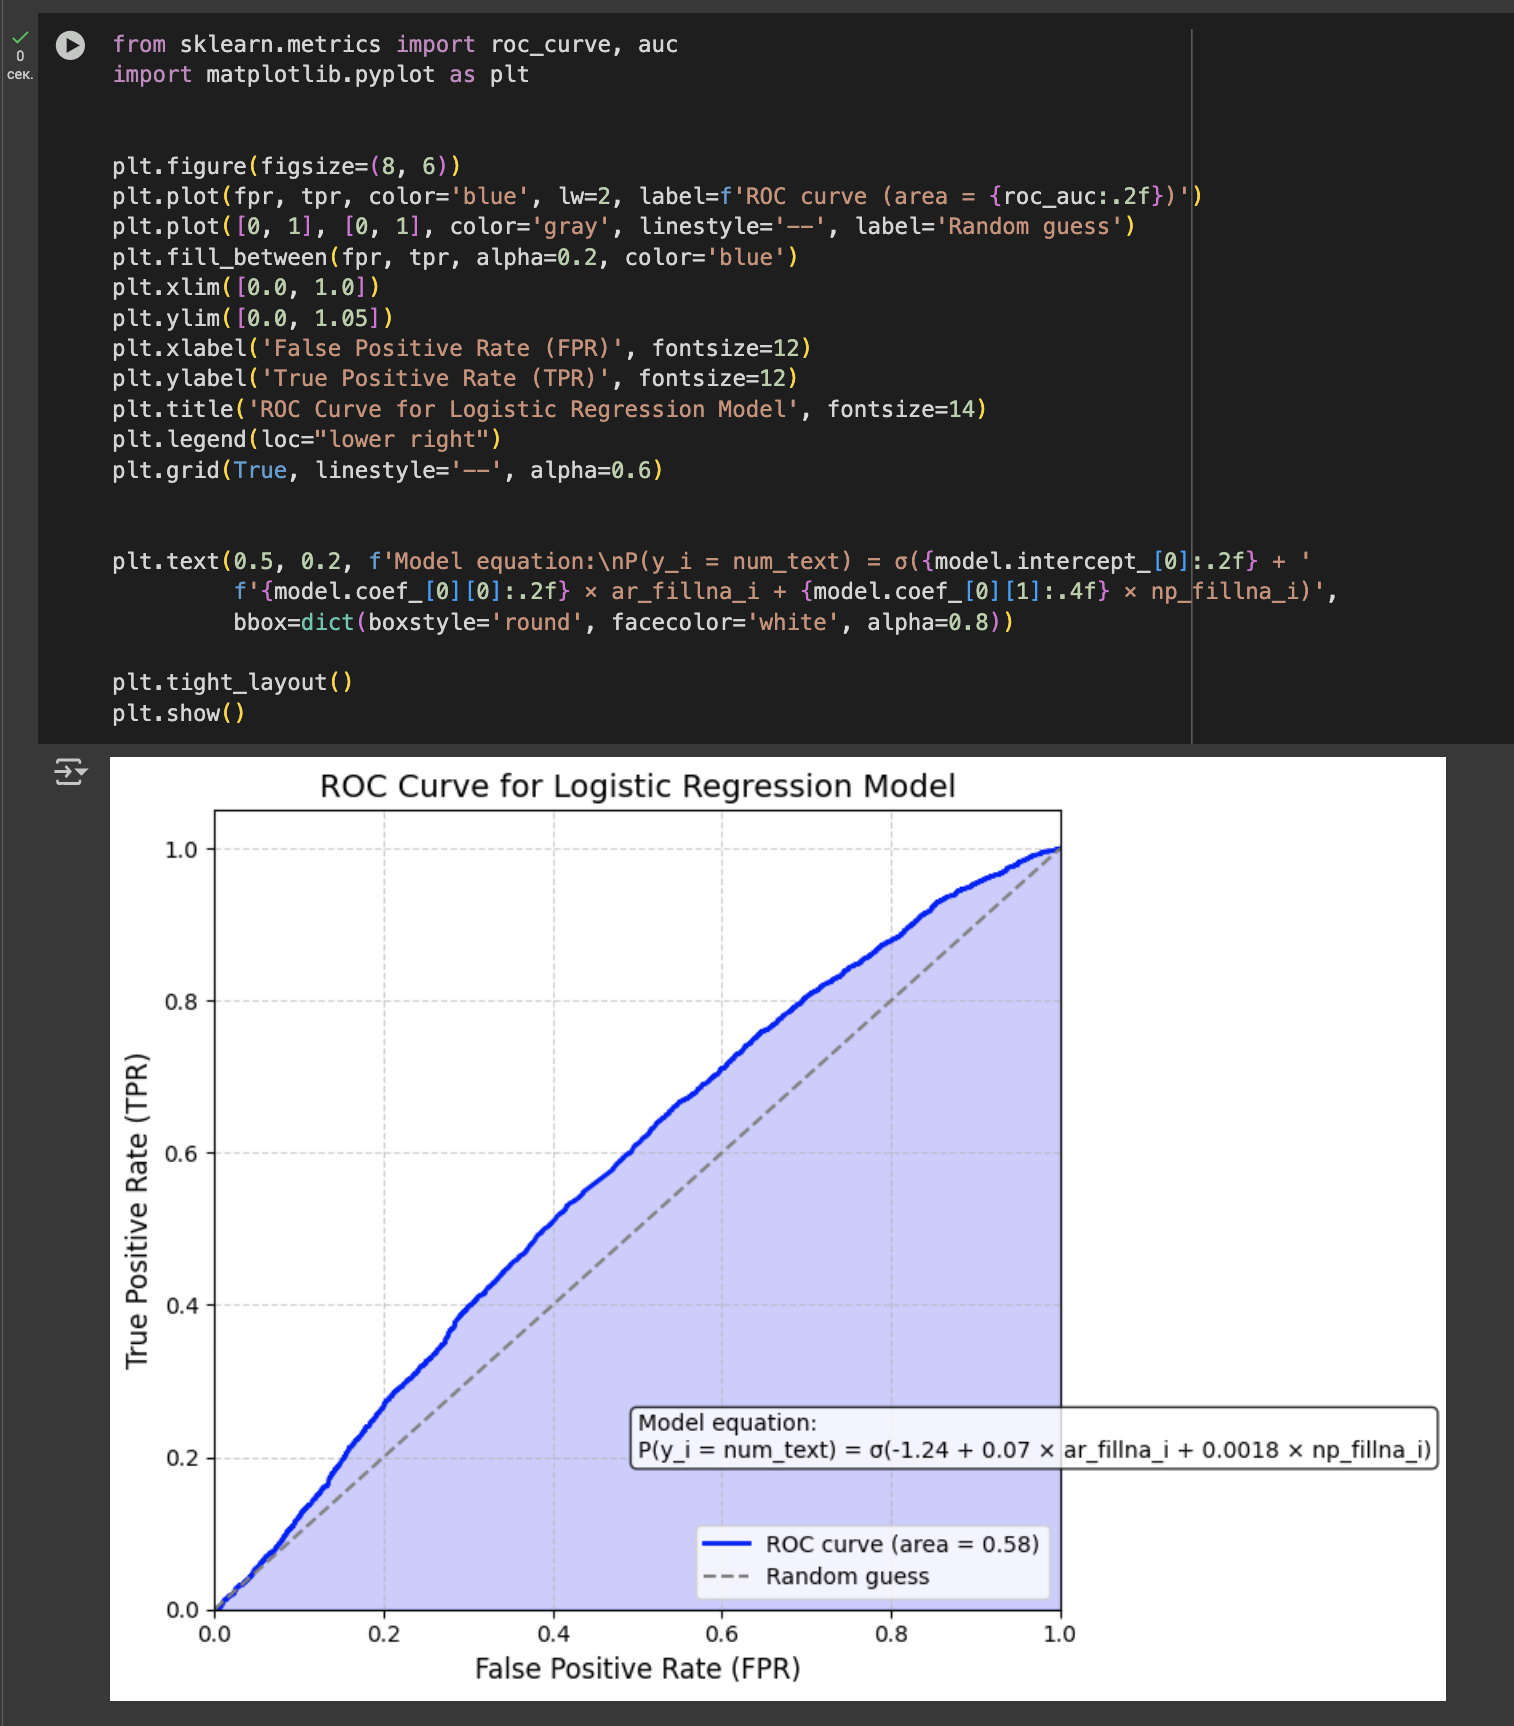 0
сек.
from sklearn.metrics import roc_curve, auc
import matplotlib.pyplot as plt
plt.figure(figsize=(8, 6))
plt.plot(fpr, tpr, color='blue', lw=2, label=f'ROC curve (area = {roc_auc:.2f})')
plt.plot([0, 1], [0, 1], color='gray', linestyle='--', label='Random guess')
plt.fill_between(fpr, tpr, alpha=0.2, color='blue')
plt.xlim([0.0, 1.0])
plt.ylim([0.0, 1.05])
plt.xlabel('False Positive Rate (FPR)', fontsize=12)
plt.ylabel('True Positive Rate (TPR)', fontsize=12)
plt.title('ROC Curve for Logistic Regression Model', fontsize=14)
plt.legend(loc="lower right")
plt.grid(True, linestyle='--', alpha=0.6)
plt.text(0.5, 0.2, f'Model equation:\nP(y_i = num_text) = σ({model.intercept_[0]:.2f} + '
f'{model.coef_[0][0]:.2f} × ar_fillna_i + {model.coef_[0][1]:.4f} × np_fillna_i)',
bbox=dict(boxstyle='round', facecolor='white', alpha=0.8))
plt.tight_layout()
plt.show()
ROC Curve for Logistic Regression Model
True Positive Rate (TPR)
1.0
0.8
0.6
0.4
0.2
0.0
Model equation:
P(y_i = num_text) = σ(-1.24 + 0.07 × ar_fillna_i + 0.0018 × np_fillna_i)
ROC curve (area = 0.58)
Random guess
0.0 0.2 0.4 0.6 0.8 1.0
False Positive Rate (FPR)